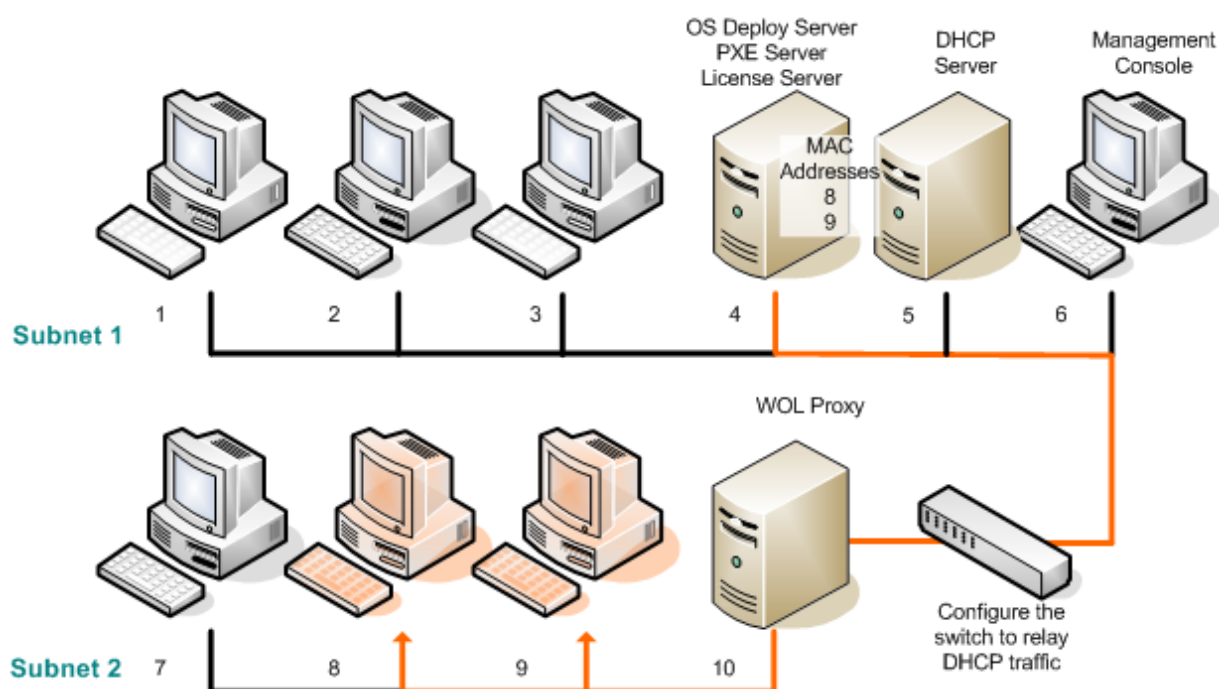 OS Deploy Server
PXE Server
License Server
DHCP
Server
Management
Console
MAC
Addresses
8
9
1
2
3
4
5
6
Subnet 1
WOL Proxy
Configure the
switch to relay
DHCP traffic
Subnet 2
7
8
9
10